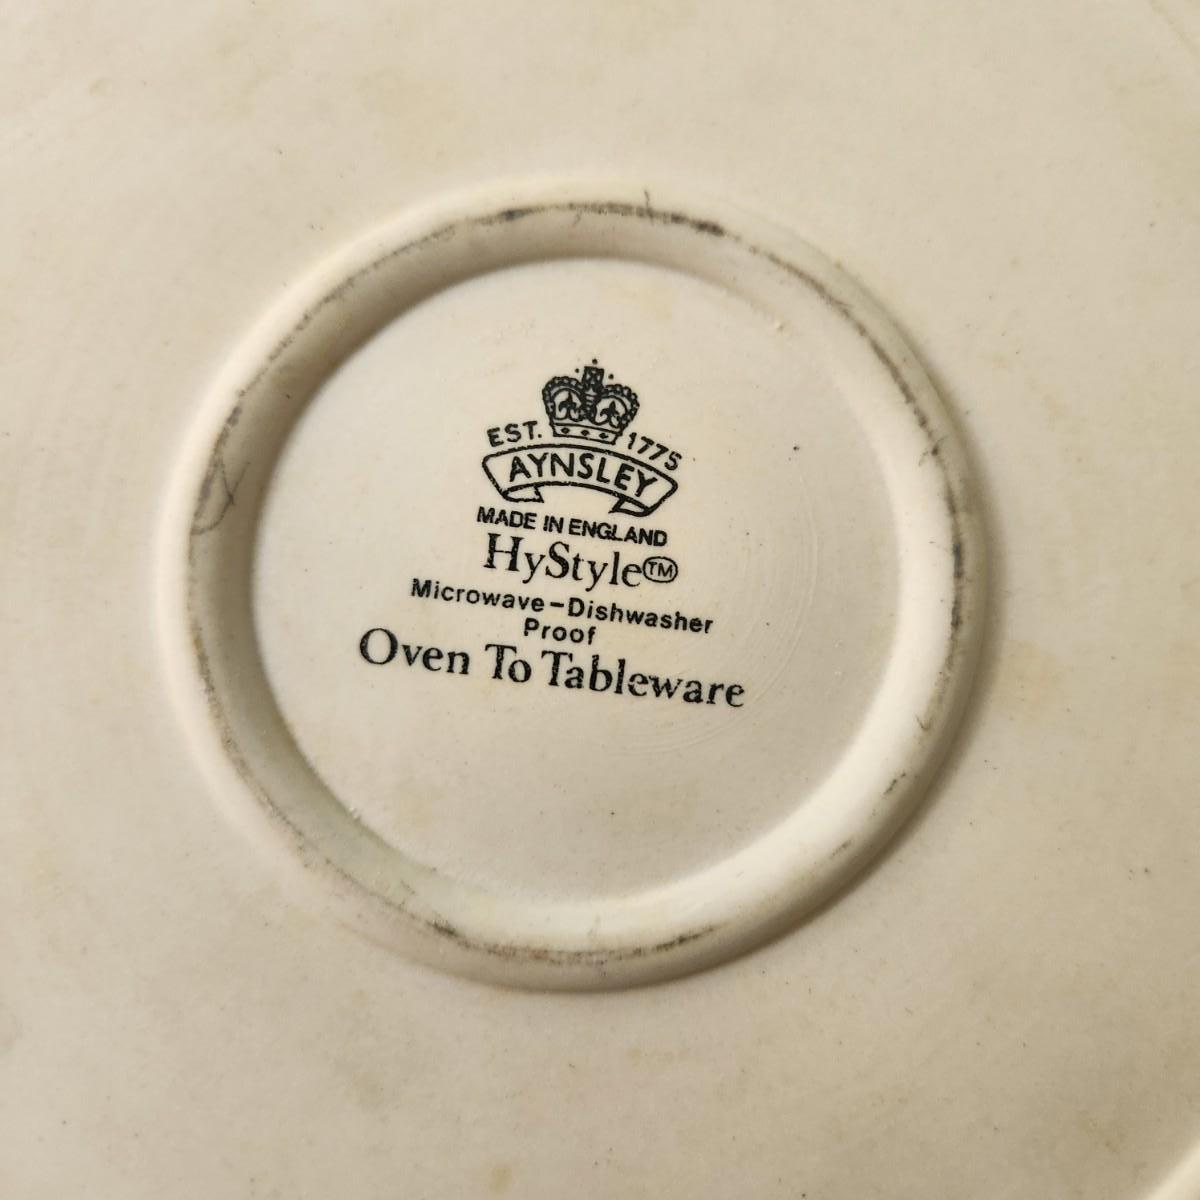 EST. 1775
AYNSLEY
MADE IN ENGLAND
HyStyle™
Microwave-Dishwasher
Proof
Oven To Tableware